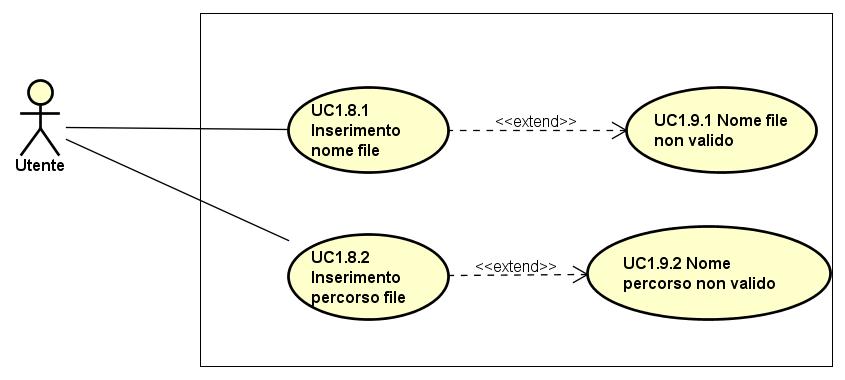 UC1.8.1
Inserimento
nome file
<<extend>>
UC1.9.1 Nome file
non valido
Utente
UC1.8.2
Inserimento
percorso file
<<extend>>
UC1.9.2 Nome
percorso non valido